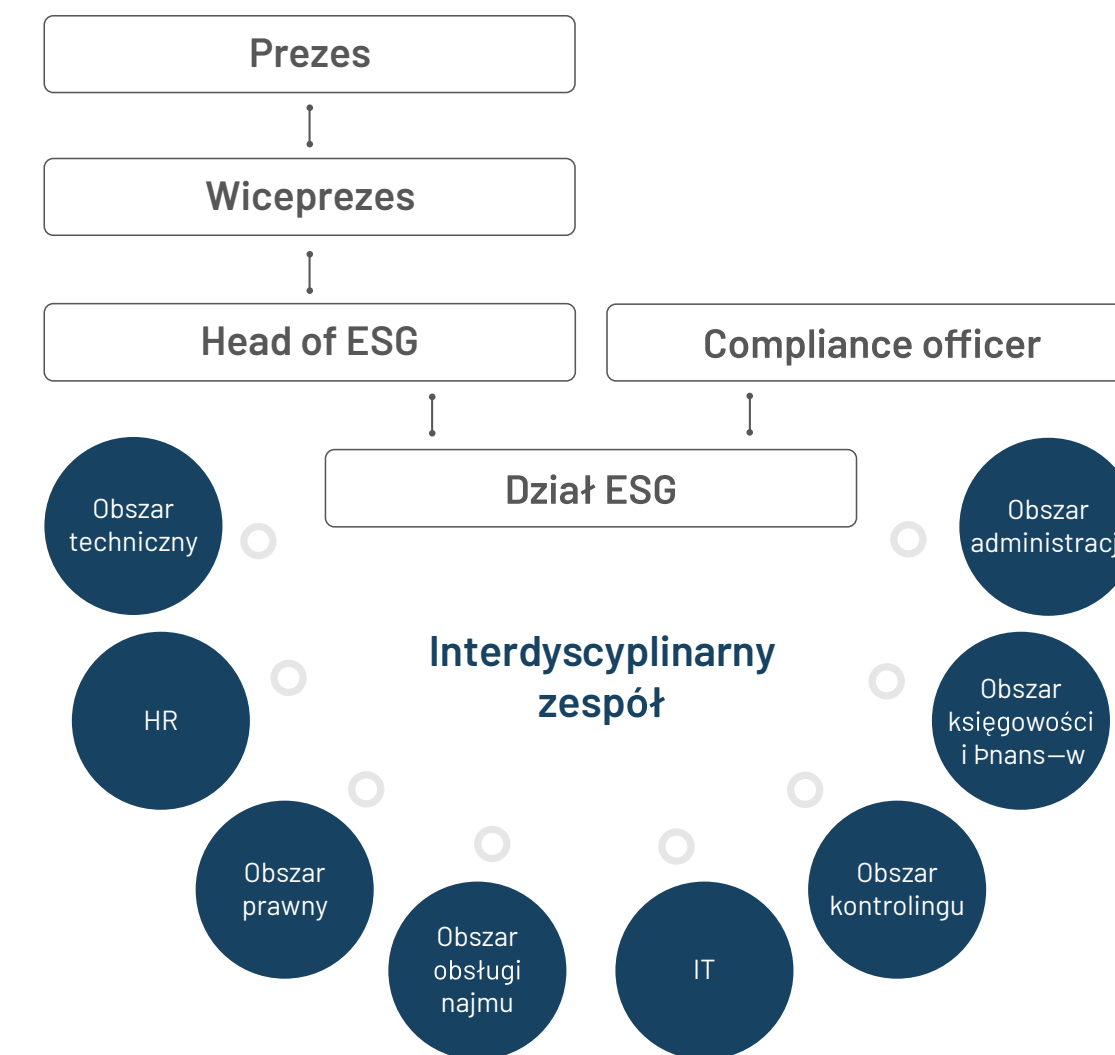 Prezes
Wiceprezes
Head of ESG
Compliance officer
Dział ESG
Obszar
techniczny
Obszar
administracj
Interdyscyplinarny
zespół
HR
Obszar
księgowości
i Þnans—w
Obszar
prawny
Obszar
kontrolingu
Obszar
obsługi
najmu
IT